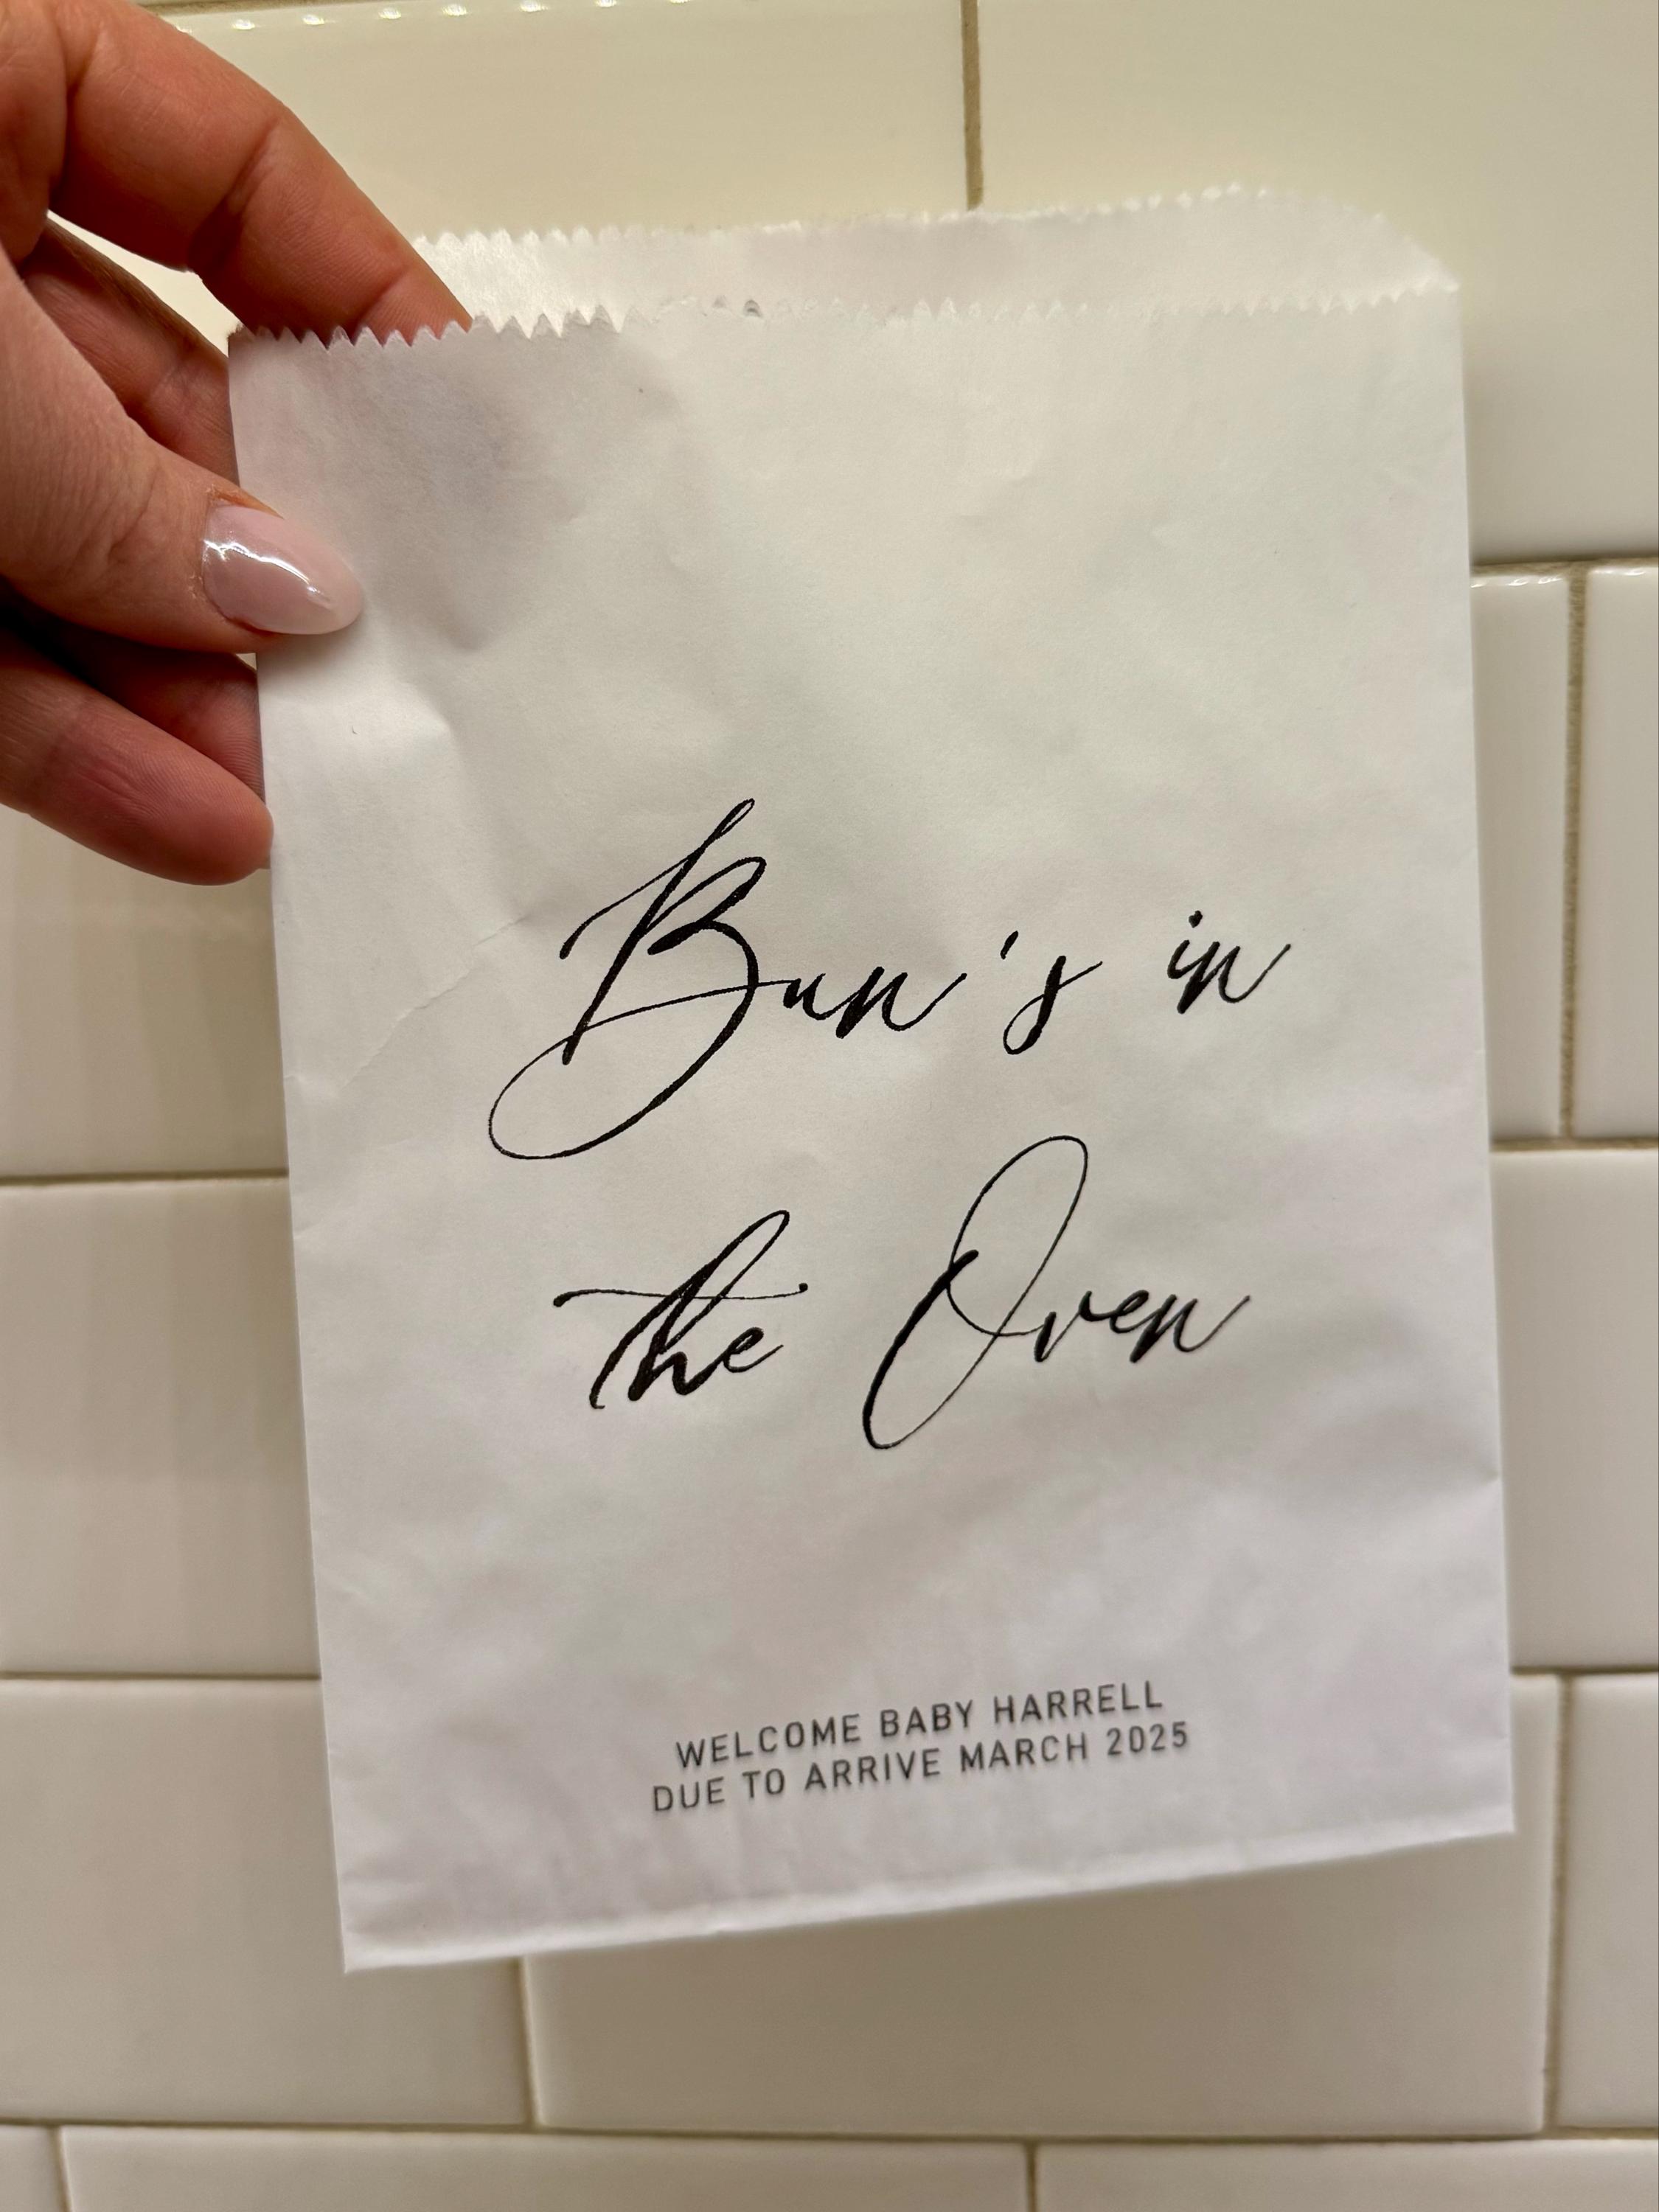 Bun's in
the Oven
WELCOME BABY HARRELL
DUE TO ARRIVE MARCH 2025